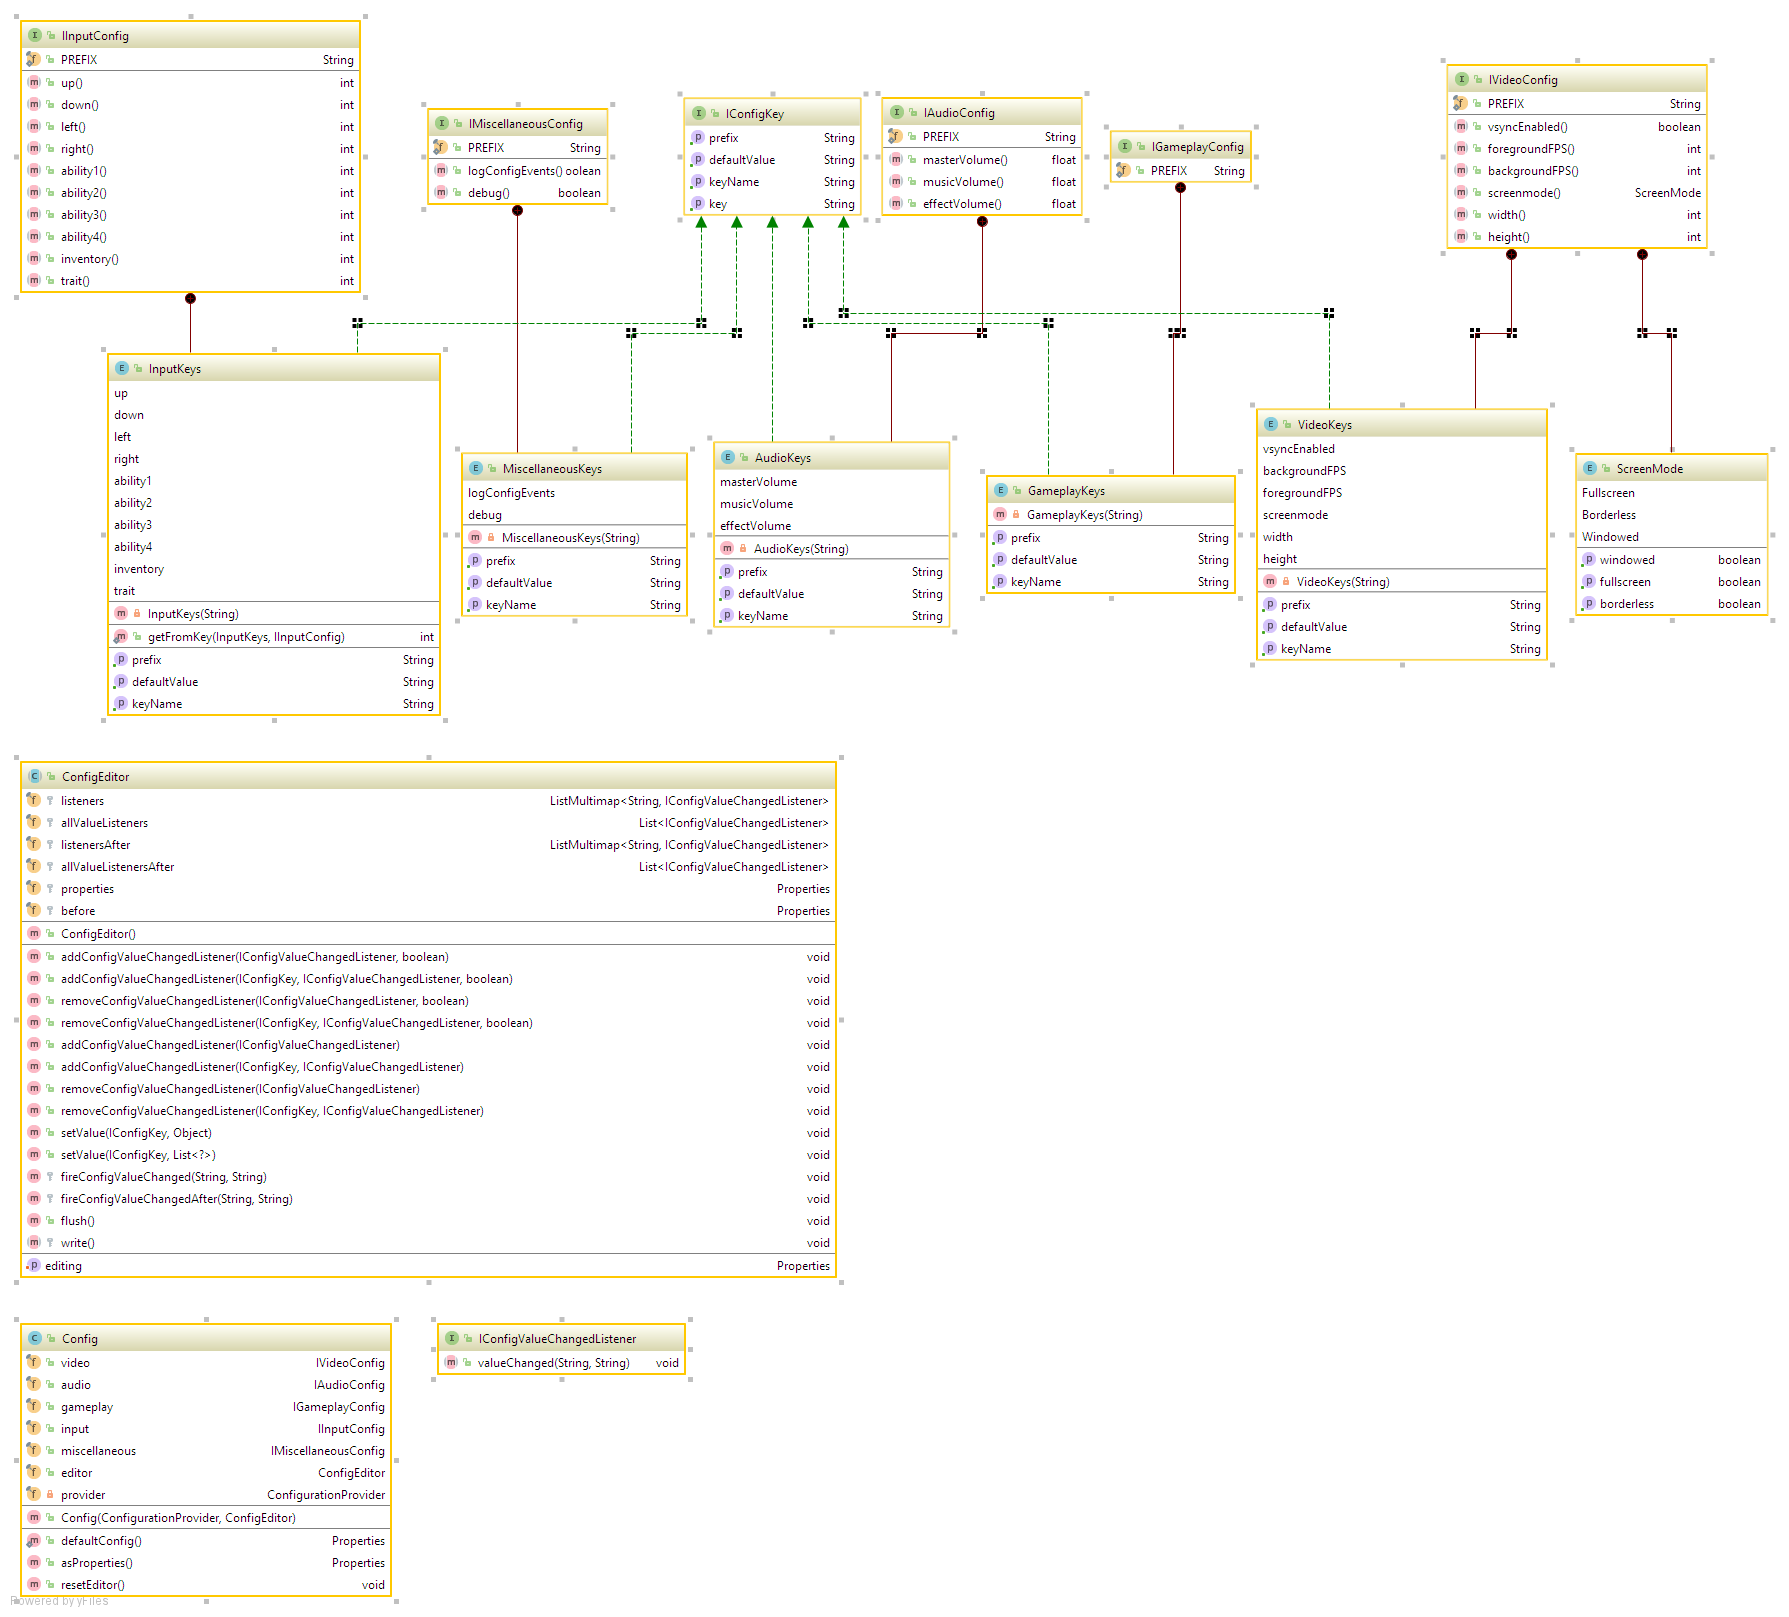 IInputConfig
PREFIX String
up() int
down() int
left() int
right() int
ability1() int
ability2() int
ability3() int
ability4() int
inventory() int
trait() int
IMiscellaneousConfig
PREFIX String
logConfigEvents() oolean
debug() boolean
IConfigKey
prefix String
defaultValue String
keyName String
key String
IAudioConfig
PREFIX String
masterVolume() float
musicVolume() float
effectVolume() float
IGameplayConfig
PREFIX String
IVideoConfig
PREFIX String
vsyncEnabled() boolean
foregroundFPS() int
backgroundFPS() int
screenmode() ScreenMode
width() int
height() int
InputKeys
up
down
left
right
ability1
ability2
ability3
ability4
inventory
trait
InputKeys(String)
getFromKey(InputKeys, IInputConfig) int
prefix String
defaultValue String
keyName String
MiscellaneousKeys
logConfigEvents
debug
MiscellaneousKeys(String)
prefix String
defaultValue String
keyName String
AudioKeys
masterVolume
musicVolume
effectVolume
AudioKeys(String)
prefix String
defaultValue String
keyName String
GameplayKeys
GameplayKeys(String)
prefix String
defaultValue String
keyName String
VideoKeys
vsyncEnabled
backgroundFPS
foregroundFPS
screenmode
width
height
VideoKeys(String)
prefix String
defaultValue String
keyName String
ScreenMode
Fullscreen
Borderless
Windowed
windowed boolean
fullscreen boolean
borderless boolean
ConfigEditor
listeners ListMultimap<String, IConfigValueChangedListener>
allValueListeners List<IConfigValueChangedListener>
listenersAfter ListMultimap<String, IConfigValueChangedListener>
allValueListenersAfter List<IConfigValueChangedListener>
properties Properties
before Properties
ConfigEditor()
addConfigValueChangedListener(IConfigValueChangedListener, boolean) void
addConfigValueChangedListener(IConfigKey, IConfigValueChangedListener, boolean) void
removeConfigValueChangedListener(IConfigValueChangedListener, boolean) void
removeConfigValueChangedListener(IConfigKey, IConfigValueChangedListener, boolean) void
addConfigValueChangedListener(IConfigValueChangedListener) void
addConfigValueChangedListener(IConfigKey, IConfigValueChangedListener) void
removeConfigValueChangedListener(IConfigValueChangedListener) void
removeConfigValueChangedListener(IConfigKey, IConfigValueChangedListener) void
setValue(IConfigKey, Object) void
setValue(IConfigKey, List<?>) void
fireConfigValueChanged(String, String) void
fireConfigValueChangedAfter(String, String) void
flush() void
write() void
editing Properties
Config
video IVideoConfig
audio IAudioConfig
gameplay IGameplayConfig
input IInputConfig
miscellaneous IMiscellaneousConfig
editor ConfigEditor
provider ConfigurationProvider
Config(ConfigurationProvider, ConfigEditor)
defaultConfig() Properties
asProperties() Properties
resetEditor() void
IConfigValueChangedListener
valueChanged(String, String) void
Powered by yFiles